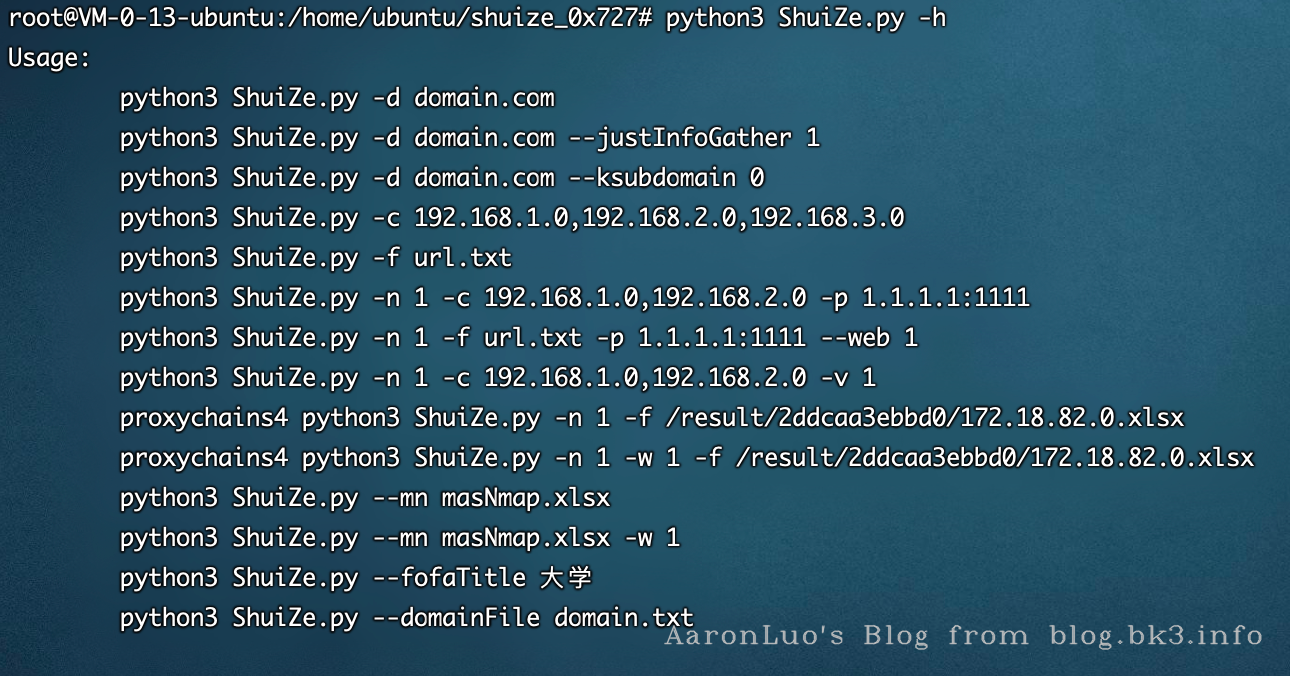 root@VM-0-13-ubuntu:/home/ubuntu/shuize_0x727# python3 ShuiZe.py -h
Usage:
python3 ShuiZe.py -d domain.com
python3 ShuiZe.py -d domain.com --justInfoGather 1
python3 ShuiZe.py -d domain.com --ksubdomain 0
python3 ShuiZe.py -c 192.168.1.0,192.168.2.0,192.168.3.0
python3 ShuiZe.py -f url.txt
python3 ShuiZe.py -n 1 -c 192.168.1.0,192.168.2.0 -p 1.1.1.1:1111
python3 ShuiZe.py -n 1 -f url.txt -p 1.1.1.1:1111 --web 1
python3 ShuiZe.py -n 1 -c 192.168.1.0,192.168.2.0 -v 1
proxychains4 python3 ShuiZe.py -n 1 -f /result/2ddcaa3ebbd0/172.18.82.0.xlsx
proxychains4 python3 ShuiZe.py -n 1 -w 1 -f /result/2ddcaa3ebbd0/172.18.82.0.xlsx
python3 ShuiZe.py --mn masNmap.xlsx
python3 ShuiZe.py --mn masNmap.xlsx -w 1
python3 ShuiZe.py --fofaTitle 大学
python3 ShuiZe.py --domainFile domain.txt
AaronLuo's Blog from blog.bk3.info